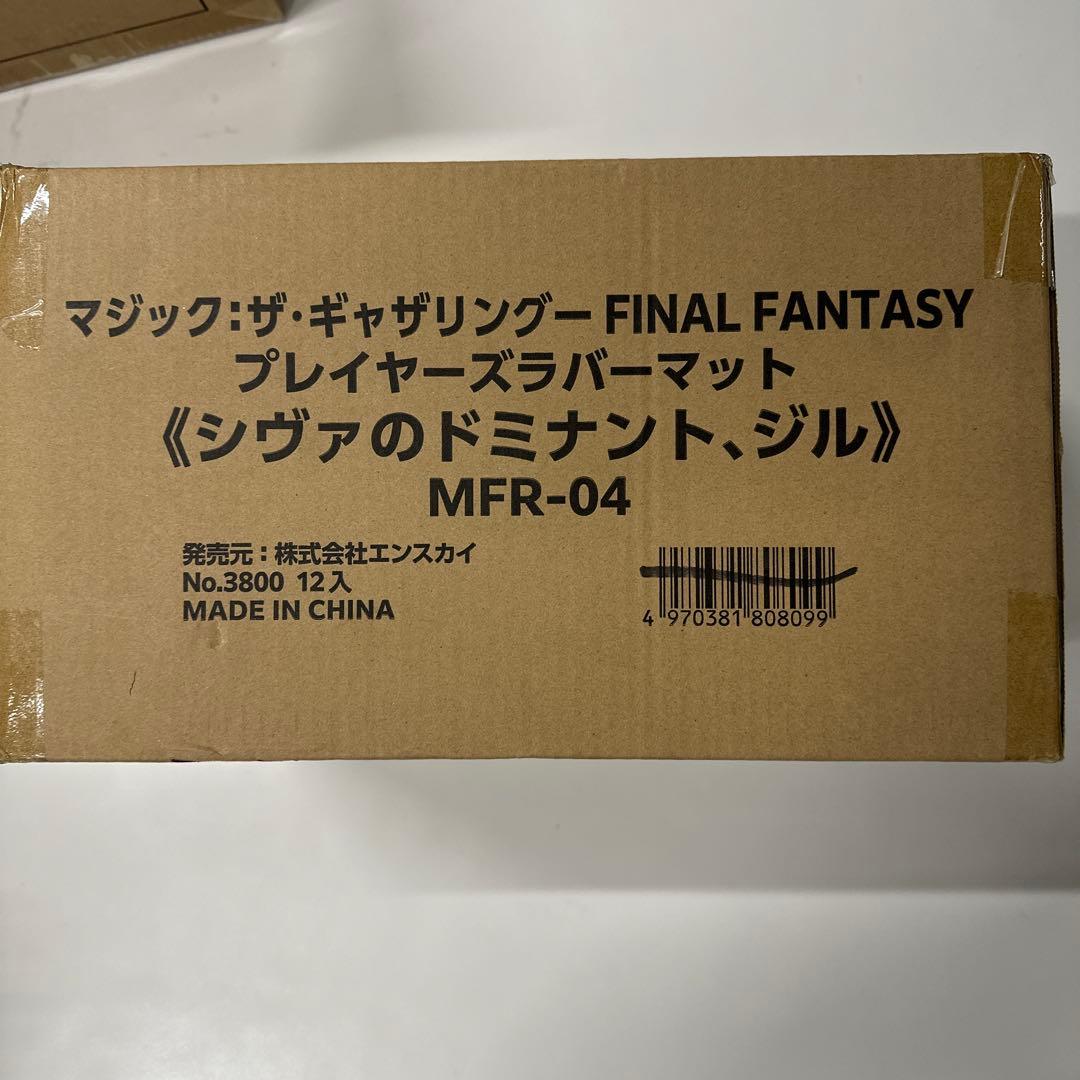 マジック：ザ・ギャザリングー FINAL FANTASY
プレイヤーズラバーマット
《シヴァのドミナント、ジル》
MFR-04
発売元：株式会社エンスカイ
No.3800 12入
MADE IN CHINA
4 970381 808099